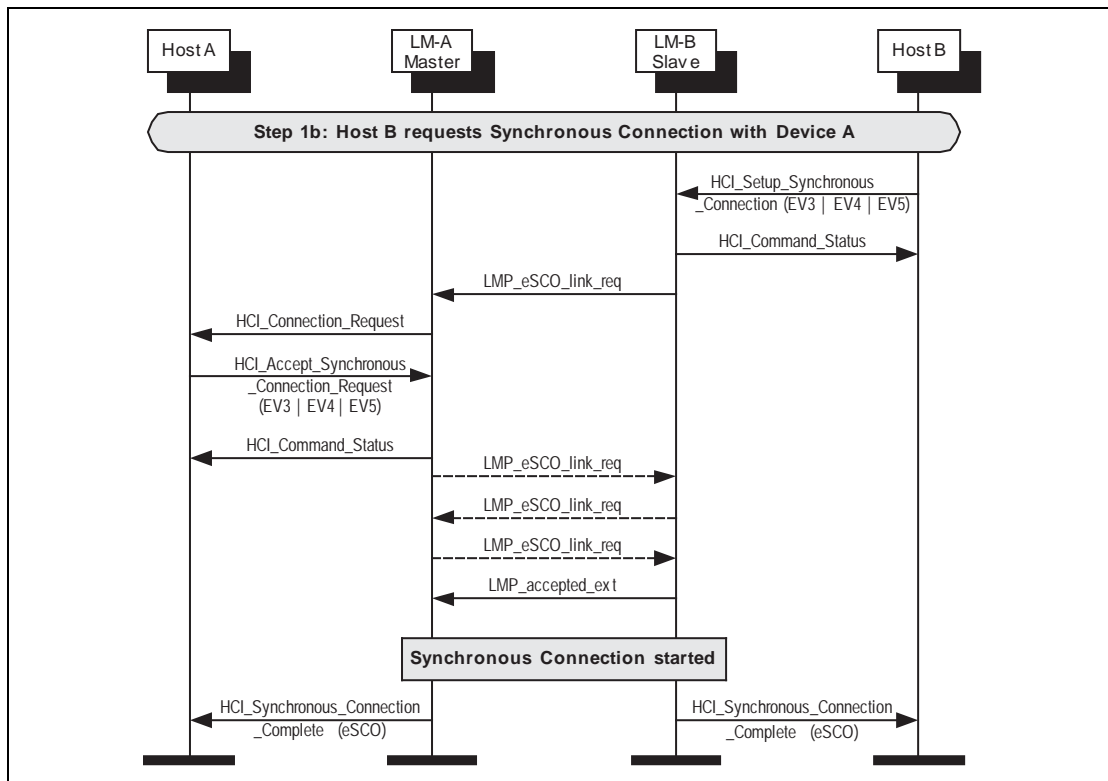 Host A
LM-A
Master
LM-B
Slave
Host B
Step 1b: Host B requests Synchronous Connection with Device A
HCI_Setup_Synchronous
_Connection (EV3 | EV4 | EV5)
HCI_Command_Status
LMP_eSCO_link_req
HCI_Connection_Request
HCI_Accept_Synchronous
_Connection_Request
(EV3 | EV4 | EV5)
HCI_Command_Status
LMP_eSCO_link_req
LMP_eSCO_link_req
LMP_eSCO_link_req
LMP_accepted_ext
Synchronous Connection started
HCI_Synchronous_Connection
_Complete (eSCO)
HCI_Synchronous_Connection
_Complete (eSCO)